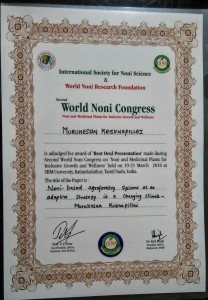 International Society for Noni Science
&
World Noni Research Foundation
Second
World Noni Congress
"Noni and Medicinal Plants for Inclusive Growth and Wellness"
MURUKESAN KRISHNAPILLAI
is adjudged for award of 'Best Oral Presentation' made during
Second World Noni Congress on 'Noni and Medicinal Plants for
Inclusive Growth and Wellness' held on 19-21 March 2015 at
SRM University, Kattankulathur, Tamil Nadu, India.
The title of the Paper is :
Noni-based agroforestry systems as an
adaptive strategy in a changing climate -
Murukesan Krishnapillai